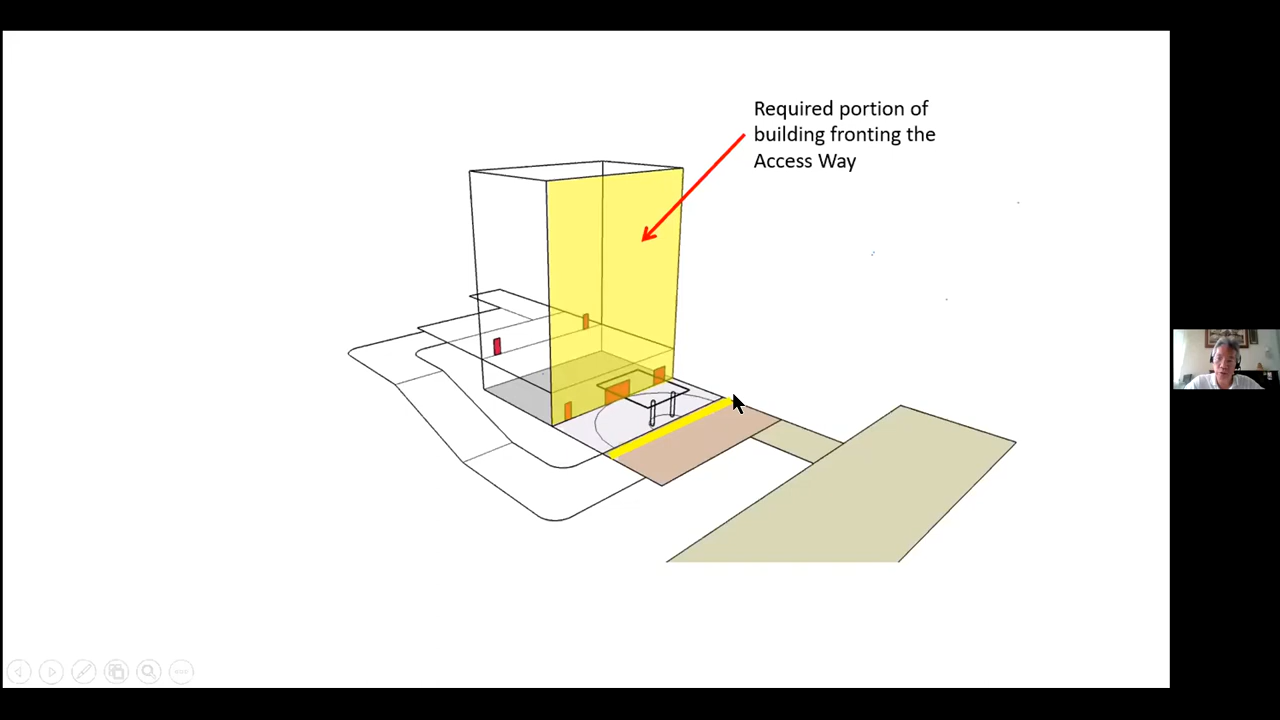 Required portion of
building fronting the
Access Way